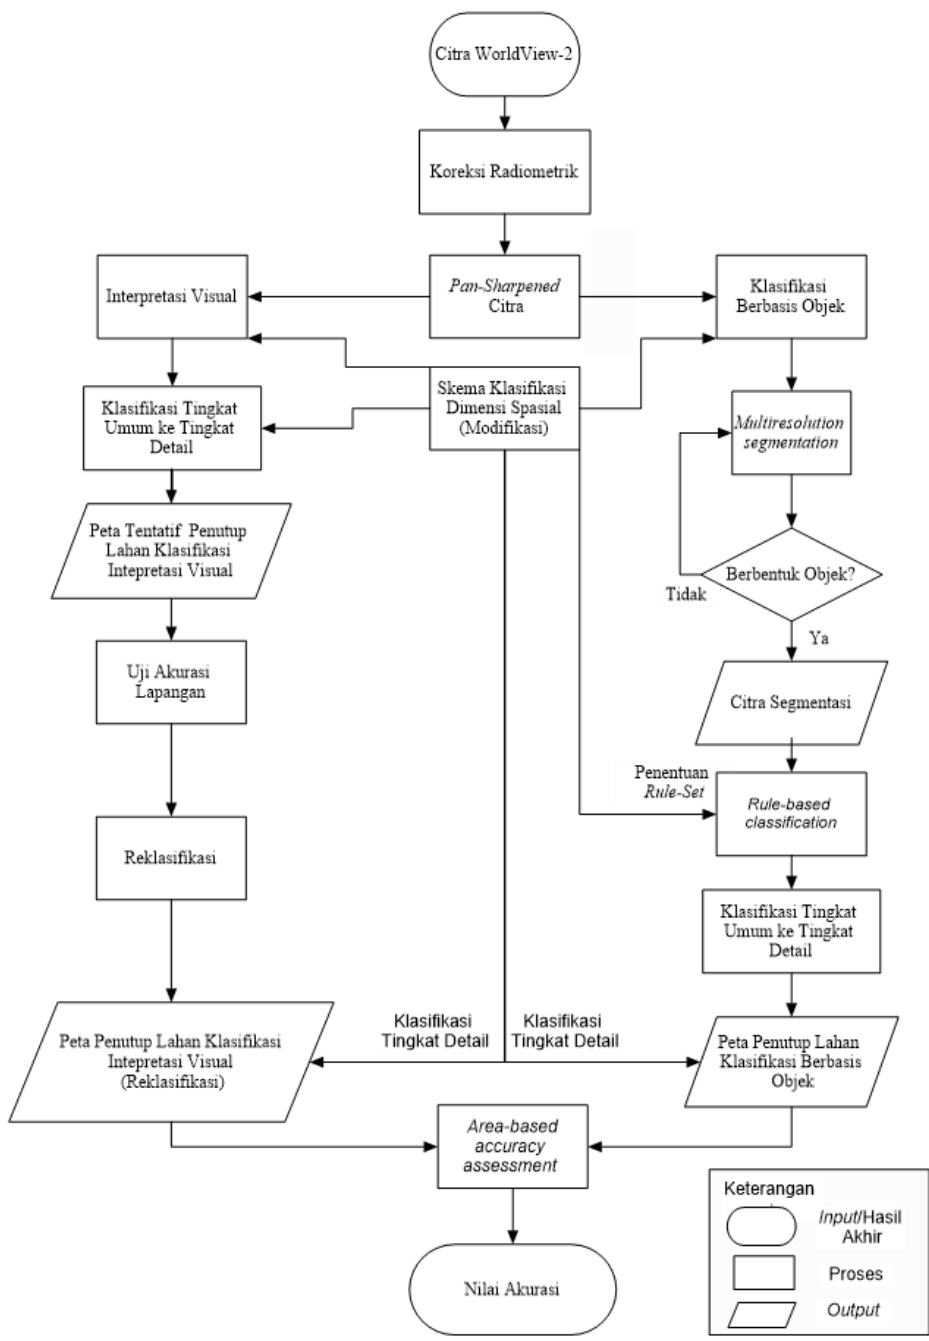 Citra WorldView-2
Koreksi Radiometrik
Interpretasi Visual
Pan-Sharpened
Citra
Klasifikasi
Berbasis Objek
Klasifikasi Tingkat
Umum ke Tingkat
Detail
Skema Klasifikasi
Dimensi Spasial
(Modifikasi)
Multiresolution
segmentation
Peta Tentatif Penutup
Lahan Klasifikasi
Intepretasi Visual
Berbentuk Objek?
Tidak
Ya
Uji Akurasi
Lapangan
Citra Segmentasi
Penentuan
Rule-Set
Rule-based
classification
Reklasifikasi
Klasifikasi Tingkat
Umum ke Tingkat
Detail
Klasifikasi
Tingkat Detail
Klasifikasi
Tingkat Detail
Peta Penutup Lahan Klasifikasi
Intepretasi Visual
(Reklasifikasi)
Peta Penutup Lahan
Klasifikasi Berbasis
Objek
Area-based
accuracy
assessment
Nilai Akurasi
Keterangan
Input/Hasil
Akhir
Proses
Output